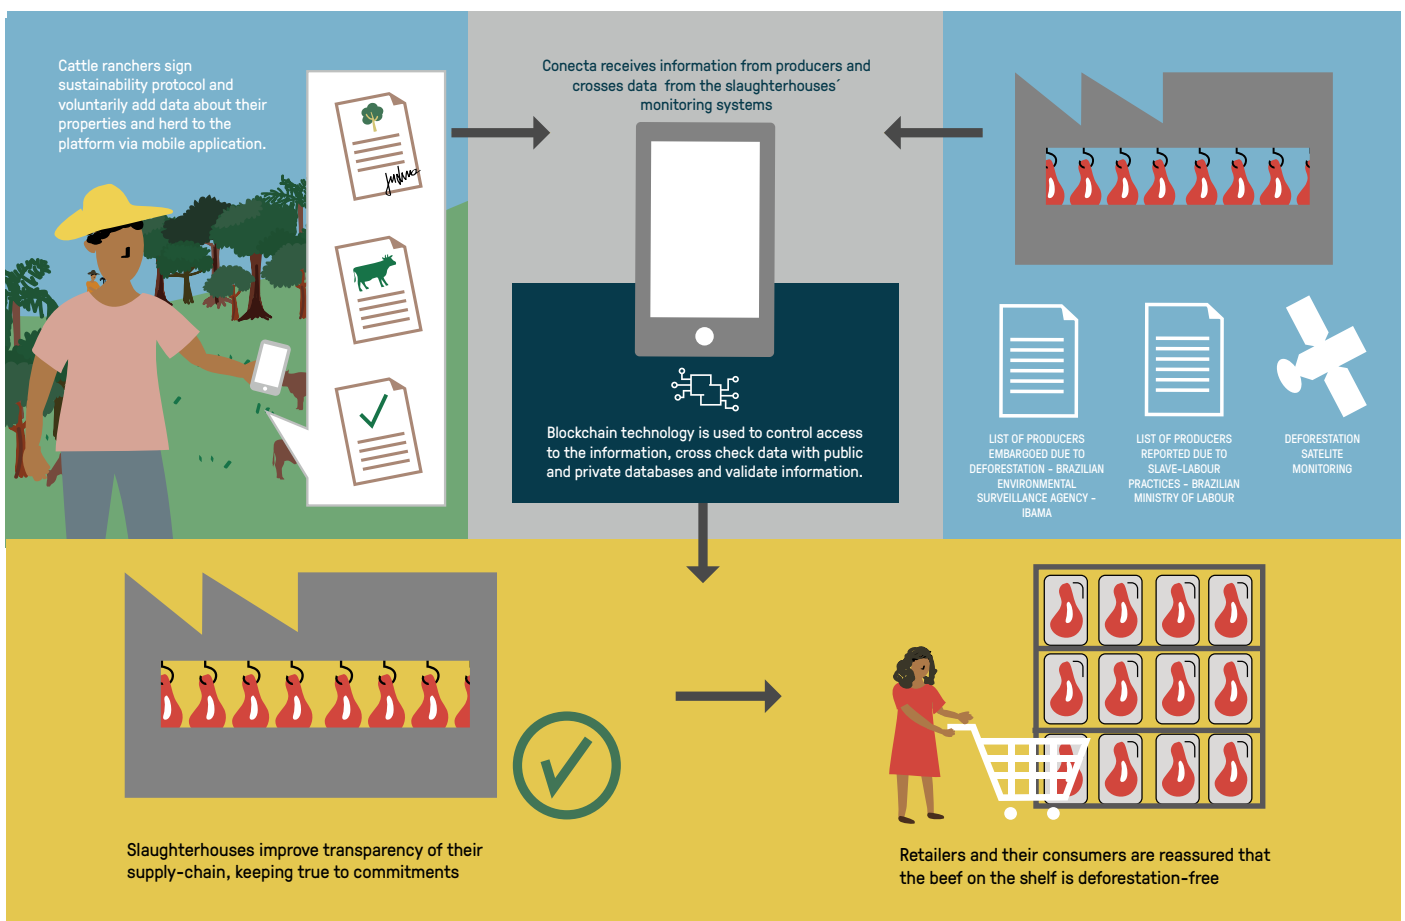 Cattle ranchers sign
sustainability protocol and
voluntarily add data about their
properties and herd to the
platform via mobile application.
Conecta receives information from producers and
crosses data from the slaughterhouses´
monitoring systems
Blockchain technology is used to control access
to the information, cross check data with public
and private databases and validate information.
LIST OF PRODUCERS
EMBARGOED DUE TO
DEFORESTATION - BRAZILIAN
ENVIRONMENTAL
SURVEILLANCE AGENCY -
IBAMA
LIST OF PRODUCERS
REPORTED DUE TO
SLAVE-LABOUR
PRACTICES - BRAZILIAN
MINISTRY OF LABOUR
DEFORESTATION
SATELITE
MONITORING
Slaughterhouses improve transparency of their
supply-chain, keeping true to commitments
Retailers and their consumers are reassured that
the beef on the shelf is deforestation-free